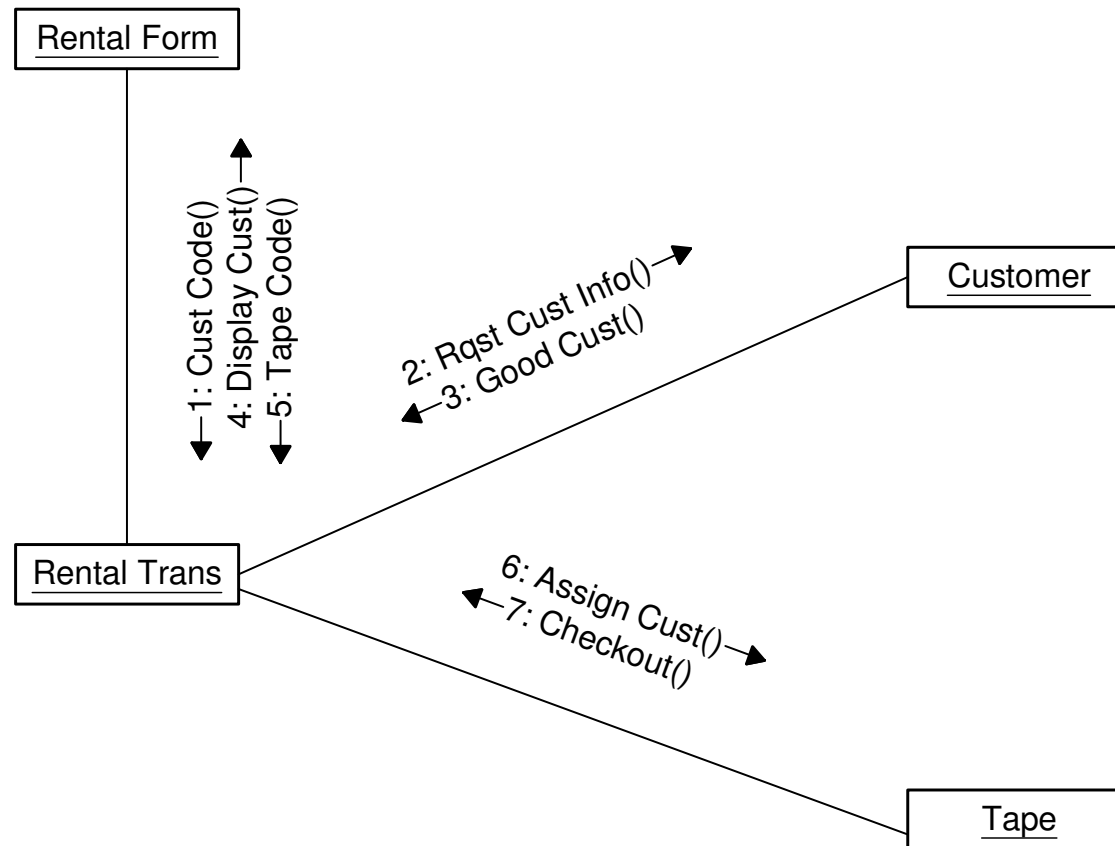 Rental Form
1: Cust Code()
4: Display Cust()
5: Tape Code()
2: Rqst Cust Info()
3: Good Cust()
Customer
Rental Trans
6: Assign Cust()
7: Checkout()
Tape